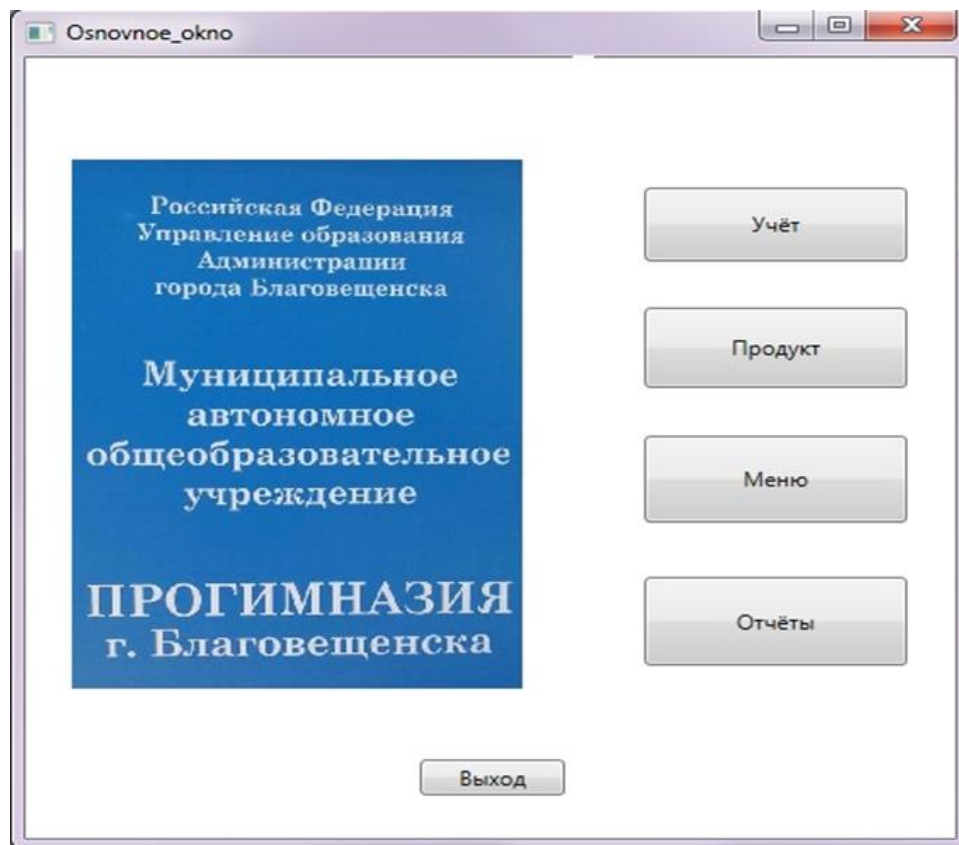 Osnovnoe_okno
Российская Федерация
Управление образования
Администрации
города Благовещенска
Муниципальное
автономное
общеобразовательное
учреждение
ПРОГИМНАЗИЯ
г. Благовещенска
Учёт
Продукт
Меню
Отчёты
Выход